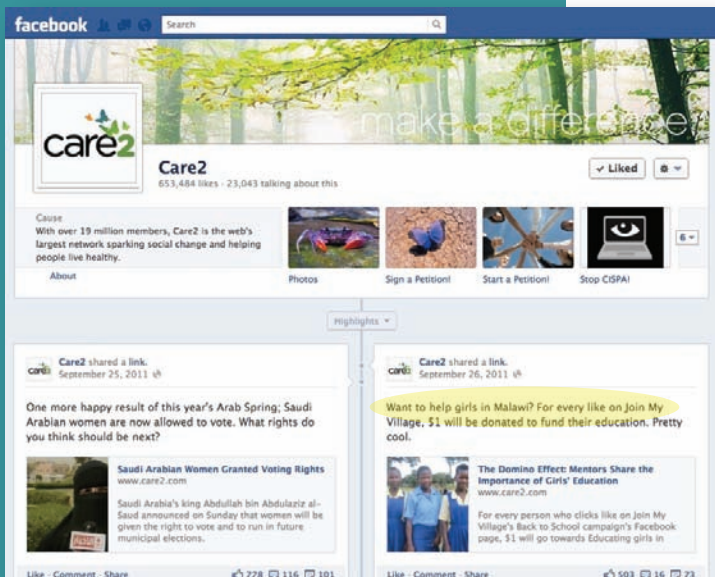 facebook
Search
make a difference
care2
Care2
653,484 likes · 23,043 talking about this
Liked
Cause
With over 19 million members, Care2 is the web's
largest network sparking social change and helping
people live healthy.
About
Photos
Sign a Petition!
Start a Petition!
Stop CISPA!
6
Highlights
care2
Care2 shared a link.
September 25, 2011
One more happy result of this year's Arab Spring; Saudi
Arabian women are now allowed to vote. What rights do
you think should be next?
Saudi Arabian Women Granted Voting Rights
www.care2.com
Saudi Arabia's king Abdullah bin Abdulaziz al-
Saud announced on Sunday that women will be
given the right to vote and to run in future
municipal elections.
Like · Comment · Share
778 116 101
care2
Care2 shared a link.
September 26, 2011
Want to help girls in Malawi? For every like on Join My
Village, $1 will be donated to fund their education. Pretty
cool.
The Domino Effect: Mentors Share the
Importance of Girls' Education
www.care2.com
For every person who clicks like on Join My
Village's Back to School campaign's Facebook
page, $1 will go towards Educating girls in
Like · Comment · Share
503 16 73